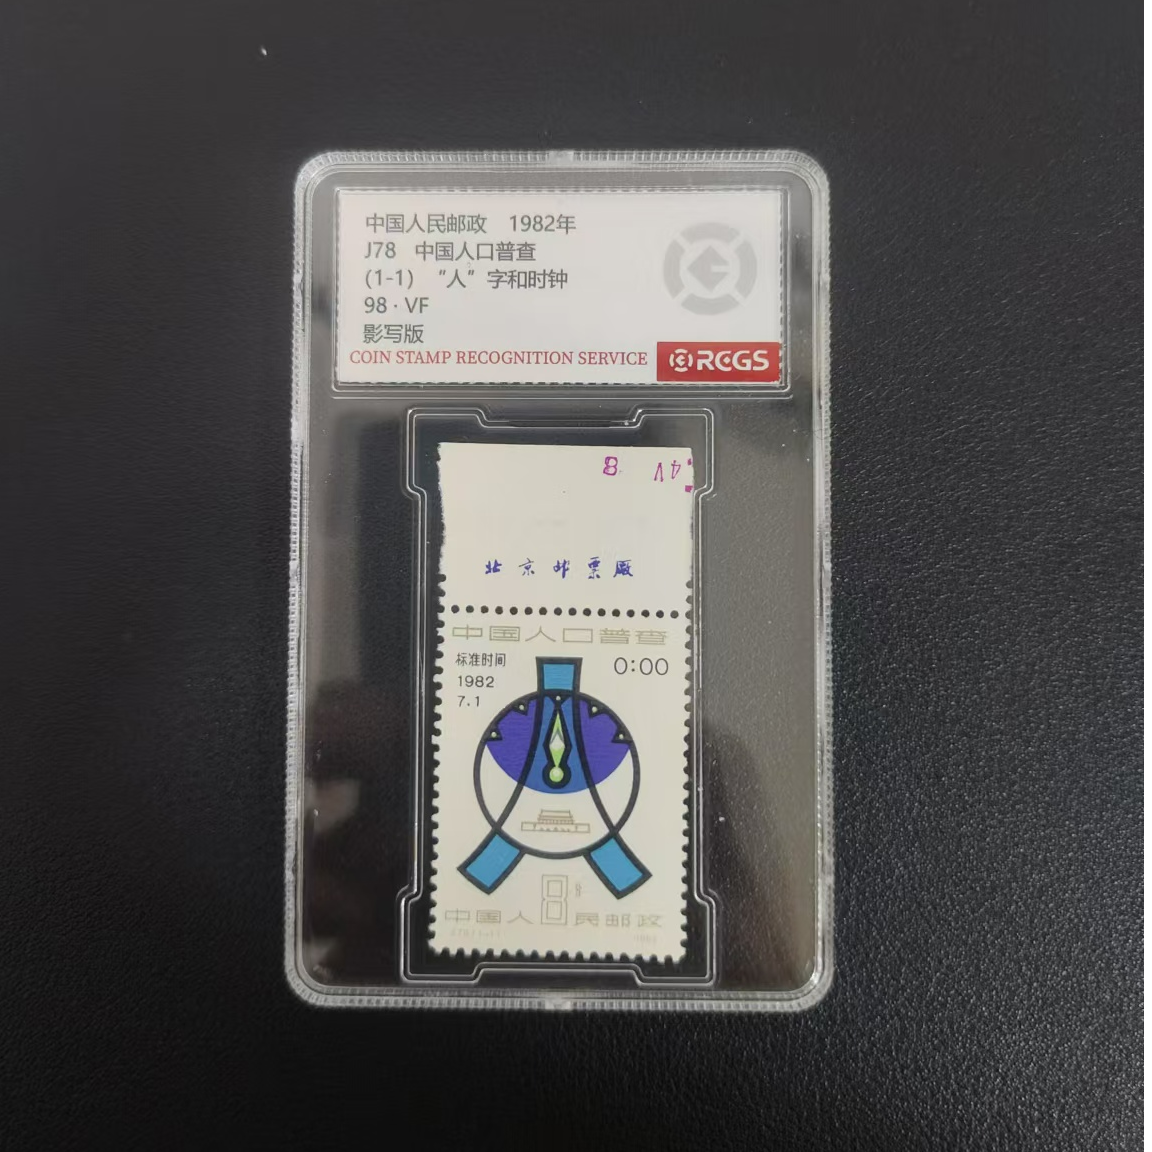 中国人民邮政 1982年
J78 中国人口普查
(1-1) “人”字和时钟
98·VF
影写版
COIN STAMP RECOGNITION SERVICE RCGS
8
北京邮票厂
中国人口普查
标准时间 0:00
1982
7.1
8分
中国人民邮政